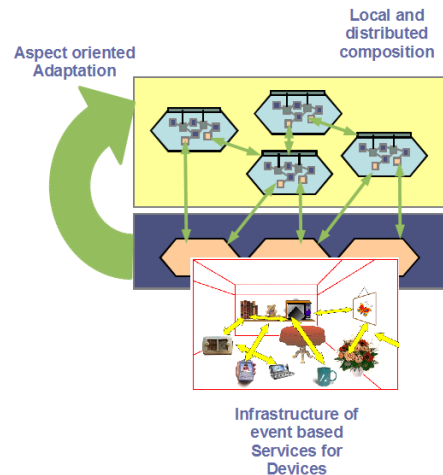 Local and
distributed
composition
Aspect oriented
Adaptation
Infrastructure of
event based
Services for
Devices